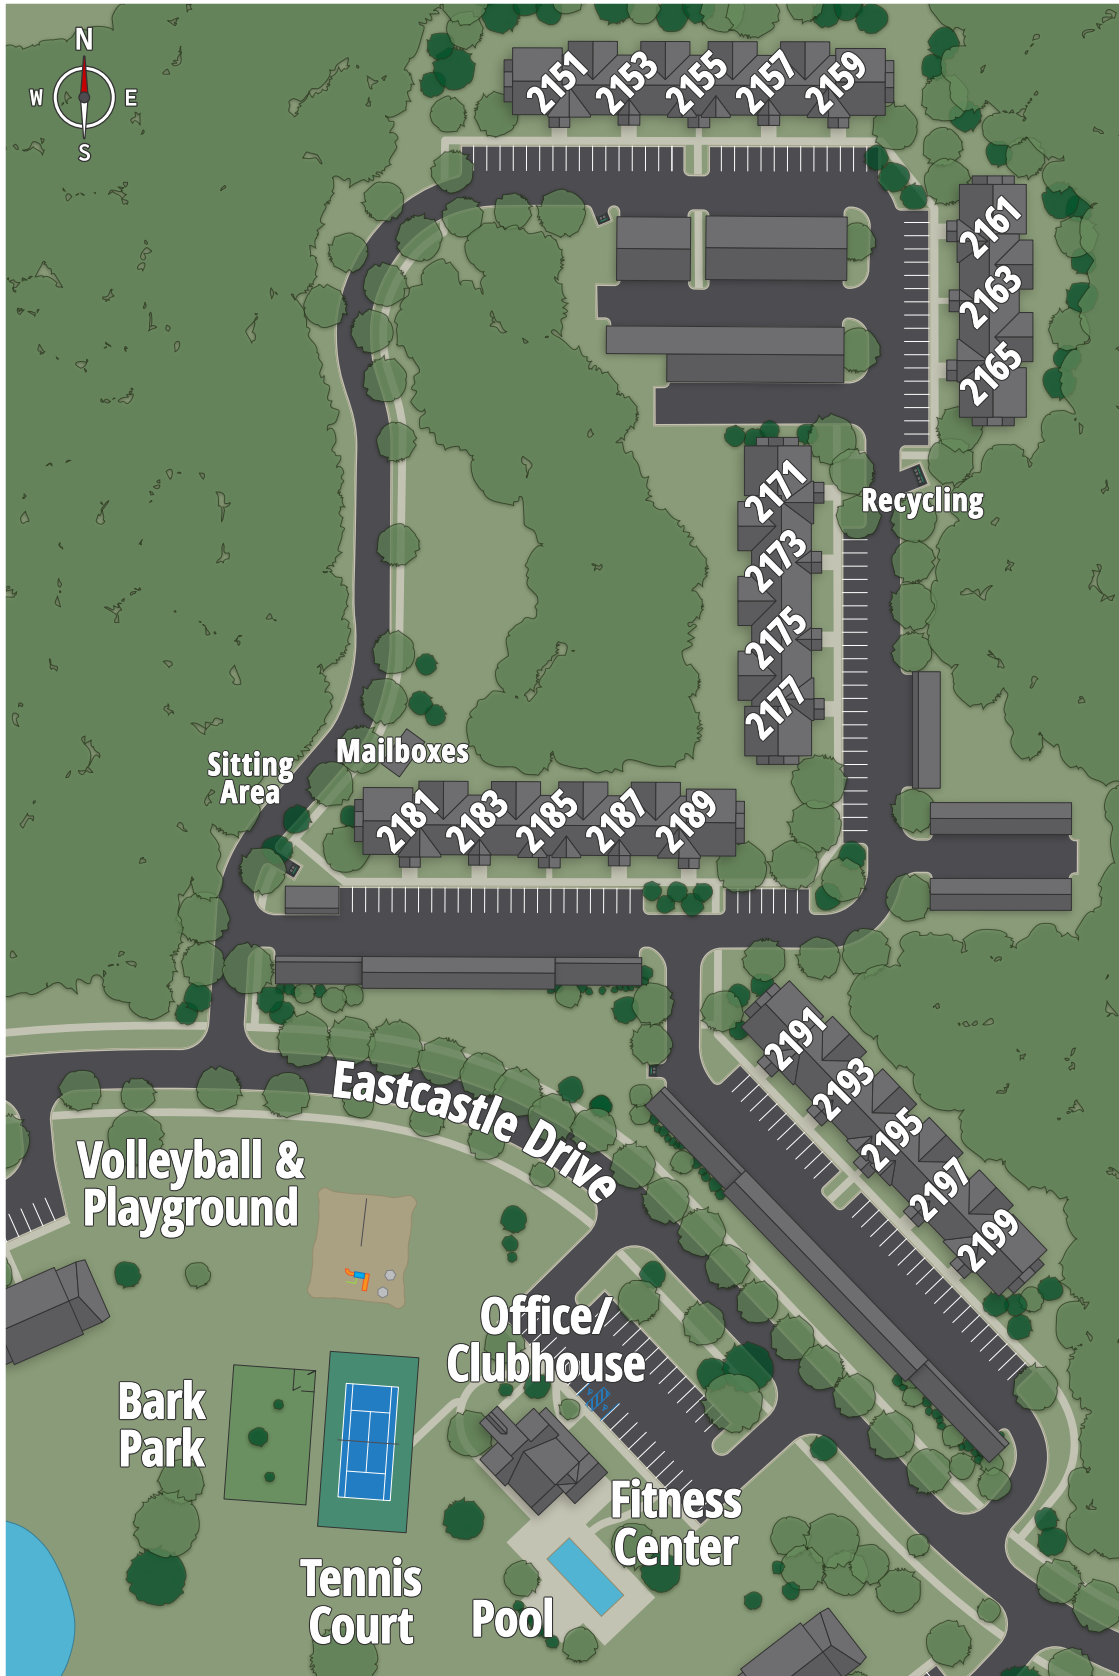 N
W E
S
2151 2153 2155 2157 2159
2161
2163
2165
2171
Recycling
2173
2175
2177
Sitting
Area
Mailboxes
2181 2183 2185 2187 2189
2191
2193
2195
2197
2199
Eastcastle Drive
Volleyball &
Playground
Office/
Clubhouse
Bark
Park
Fitness
Center
Tennis
Court
Pool